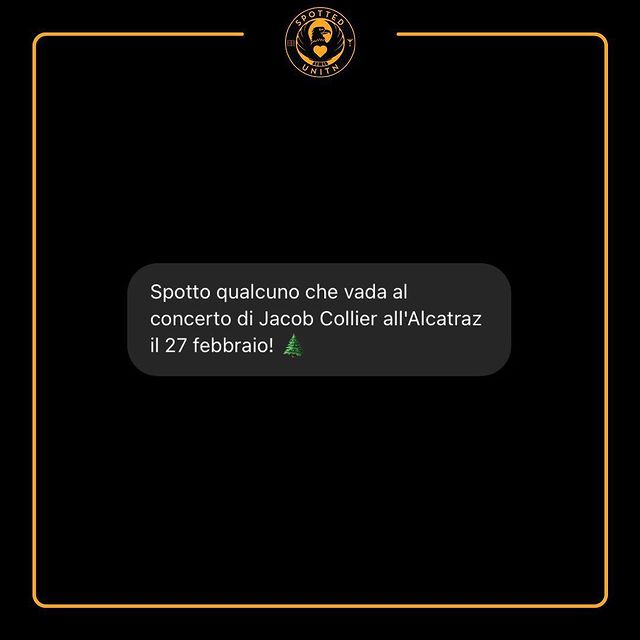 SPOTTED
UNITN
Spotto qualcuno che vada al
concerto di Jacob Collier all'Alcatraz
il 27 febbraio! 🌲